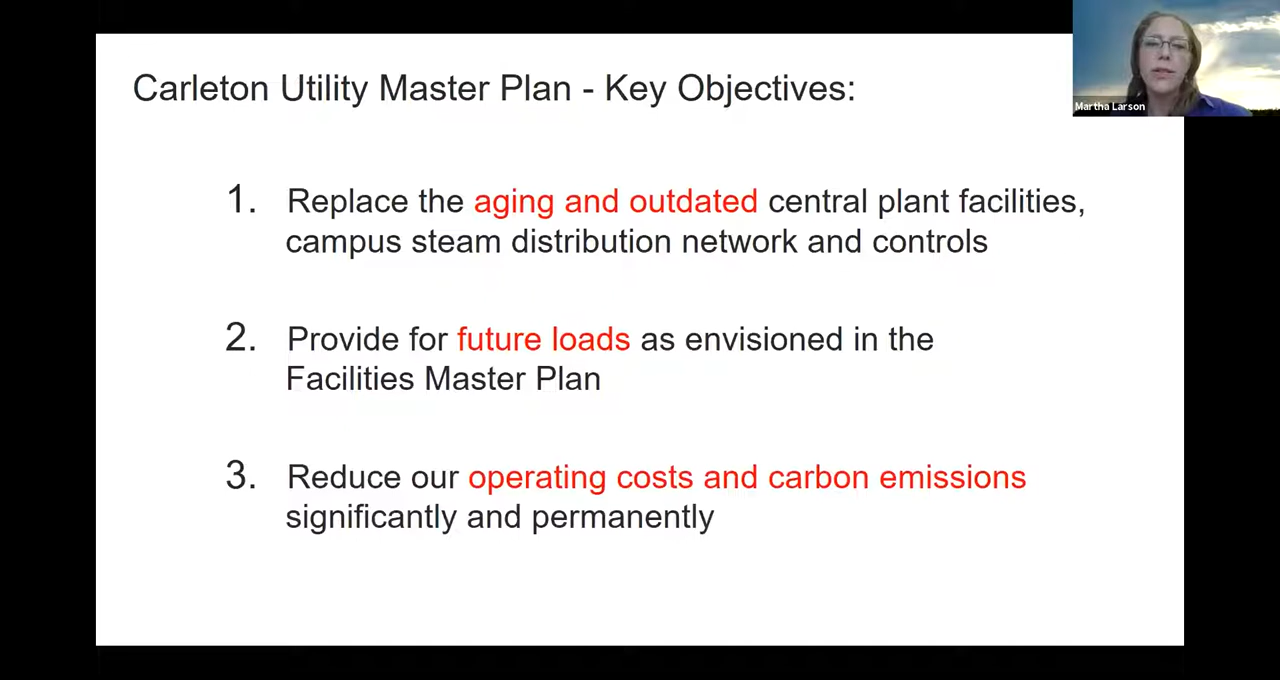 Carleton Utility Master Plan - Key Objectives:
Martha Larson
1. Replace the aging and outdated central plant facilities,
campus steam distribution network and controls
2. Provide for future loads as envisioned in the
Facilities Master Plan
3. Reduce our operating costs and carbon emissions
significantly and permanently